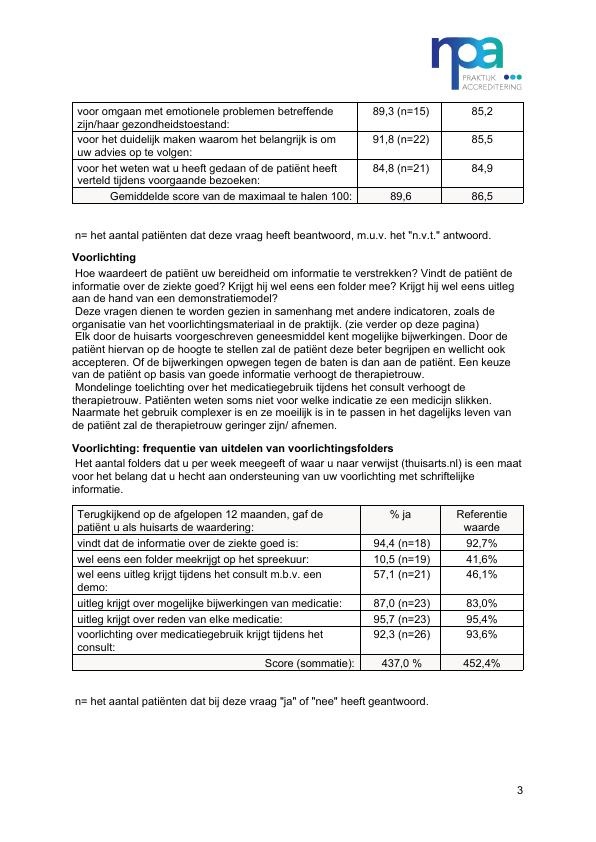 npa
PRAKTIJK
ACCREDITERING
voor omgaan met emotionele problemen betreffende zijn/haar gezondheidstoestand: 89,3 (n=15) 85,2
voor het duidelijk maken waarom het belangrijk is om uw advies op te volgen: 91,8 (n=22) 85,5
voor het weten wat u heeft gedaan of de patiënt heeft verteld tijdens voorgaande bezoeken: 84,8 (n=21) 84,9
Gemiddelde score van de maximaal te halen 100: 89,6 86,5
n= het aantal patiënten dat deze vraag heeft beantwoord, m.u.v. het "n.v.t." antwoord.
Voorlichting
Hoe waardeert de patiënt uw bereidheid om informatie te verstrekken? Vindt de patiënt de
informatie over de ziekte goed? Krijgt hij wel eens een folder mee? Krijgt hij wel eens uitleg
aan de hand van een demonstratiemodel?
Deze vragen dienen te worden gezien in samenhang met andere indicatoren, zoals de
organisatie van het voorlichtingsmateriaal in de praktijk. (zie verder op deze pagina)
Elk door de huisarts voorgeschreven geneesmiddel kent mogelijke bijwerkingen. Door de
patiënt hiervan op de hoogte te stellen zal de patiënt deze beter begrijpen en wellicht ook
accepteren. Of de bijwerkingen opwegen tegen de baten is dan aan de patiënt. Een keuze
van de patiënt op basis van goede informatie verhoogt de therapietrouw.
Mondelinge toelichting over het medicatiegebruik tijdens het consult verhoogt de
therapietrouw. Patiënten weten soms niet voor welke indicatie ze een medicijn slikken.
Naarmate het gebruik complexer is en ze moeilijk is in te passen in het dagelijks leven van
de patiënt zal de therapietrouw geringer zijn/ afnemen.
Voorlichting: frequentie van uitdelen van voorlichtingsfolders
Het aantal folders dat u per week meegeeft of waar u naar verwijst (thuisarts.nl) is een maat
voor het belang dat u hecht aan ondersteuning van uw voorlichting met schriftelijke
informatie.
Terugkijkend op de afgelopen 12 maanden, gaf de patiënt u als huisarts de waardering: % ja Referentie waarde
vindt dat de informatie over de ziekte goed is: 94,4 (n=18) 92,7%
wel eens een folder meekrijgt op het spreekuur: 10,5 (n=19) 41,6%
wel eens uitleg krijgt tijdens het consult m.b.v. een demo: 57,1 (n=21) 46,1%
uitleg krijgt over mogelijke bijwerkingen van medicatie: 87,0 (n=23) 83,0%
uitleg krijgt over reden van elke medicatie: 95,7 (n=23) 95,4%
voorlichting over medicatiegebruik krijgt tijdens het consult: 92,3 (n=26) 93,6%
Score (sommatie): 437,0 % 452,4%
n= het aantal patiënten dat bij deze vraag "ja" of "nee" heeft geantwoord.
3